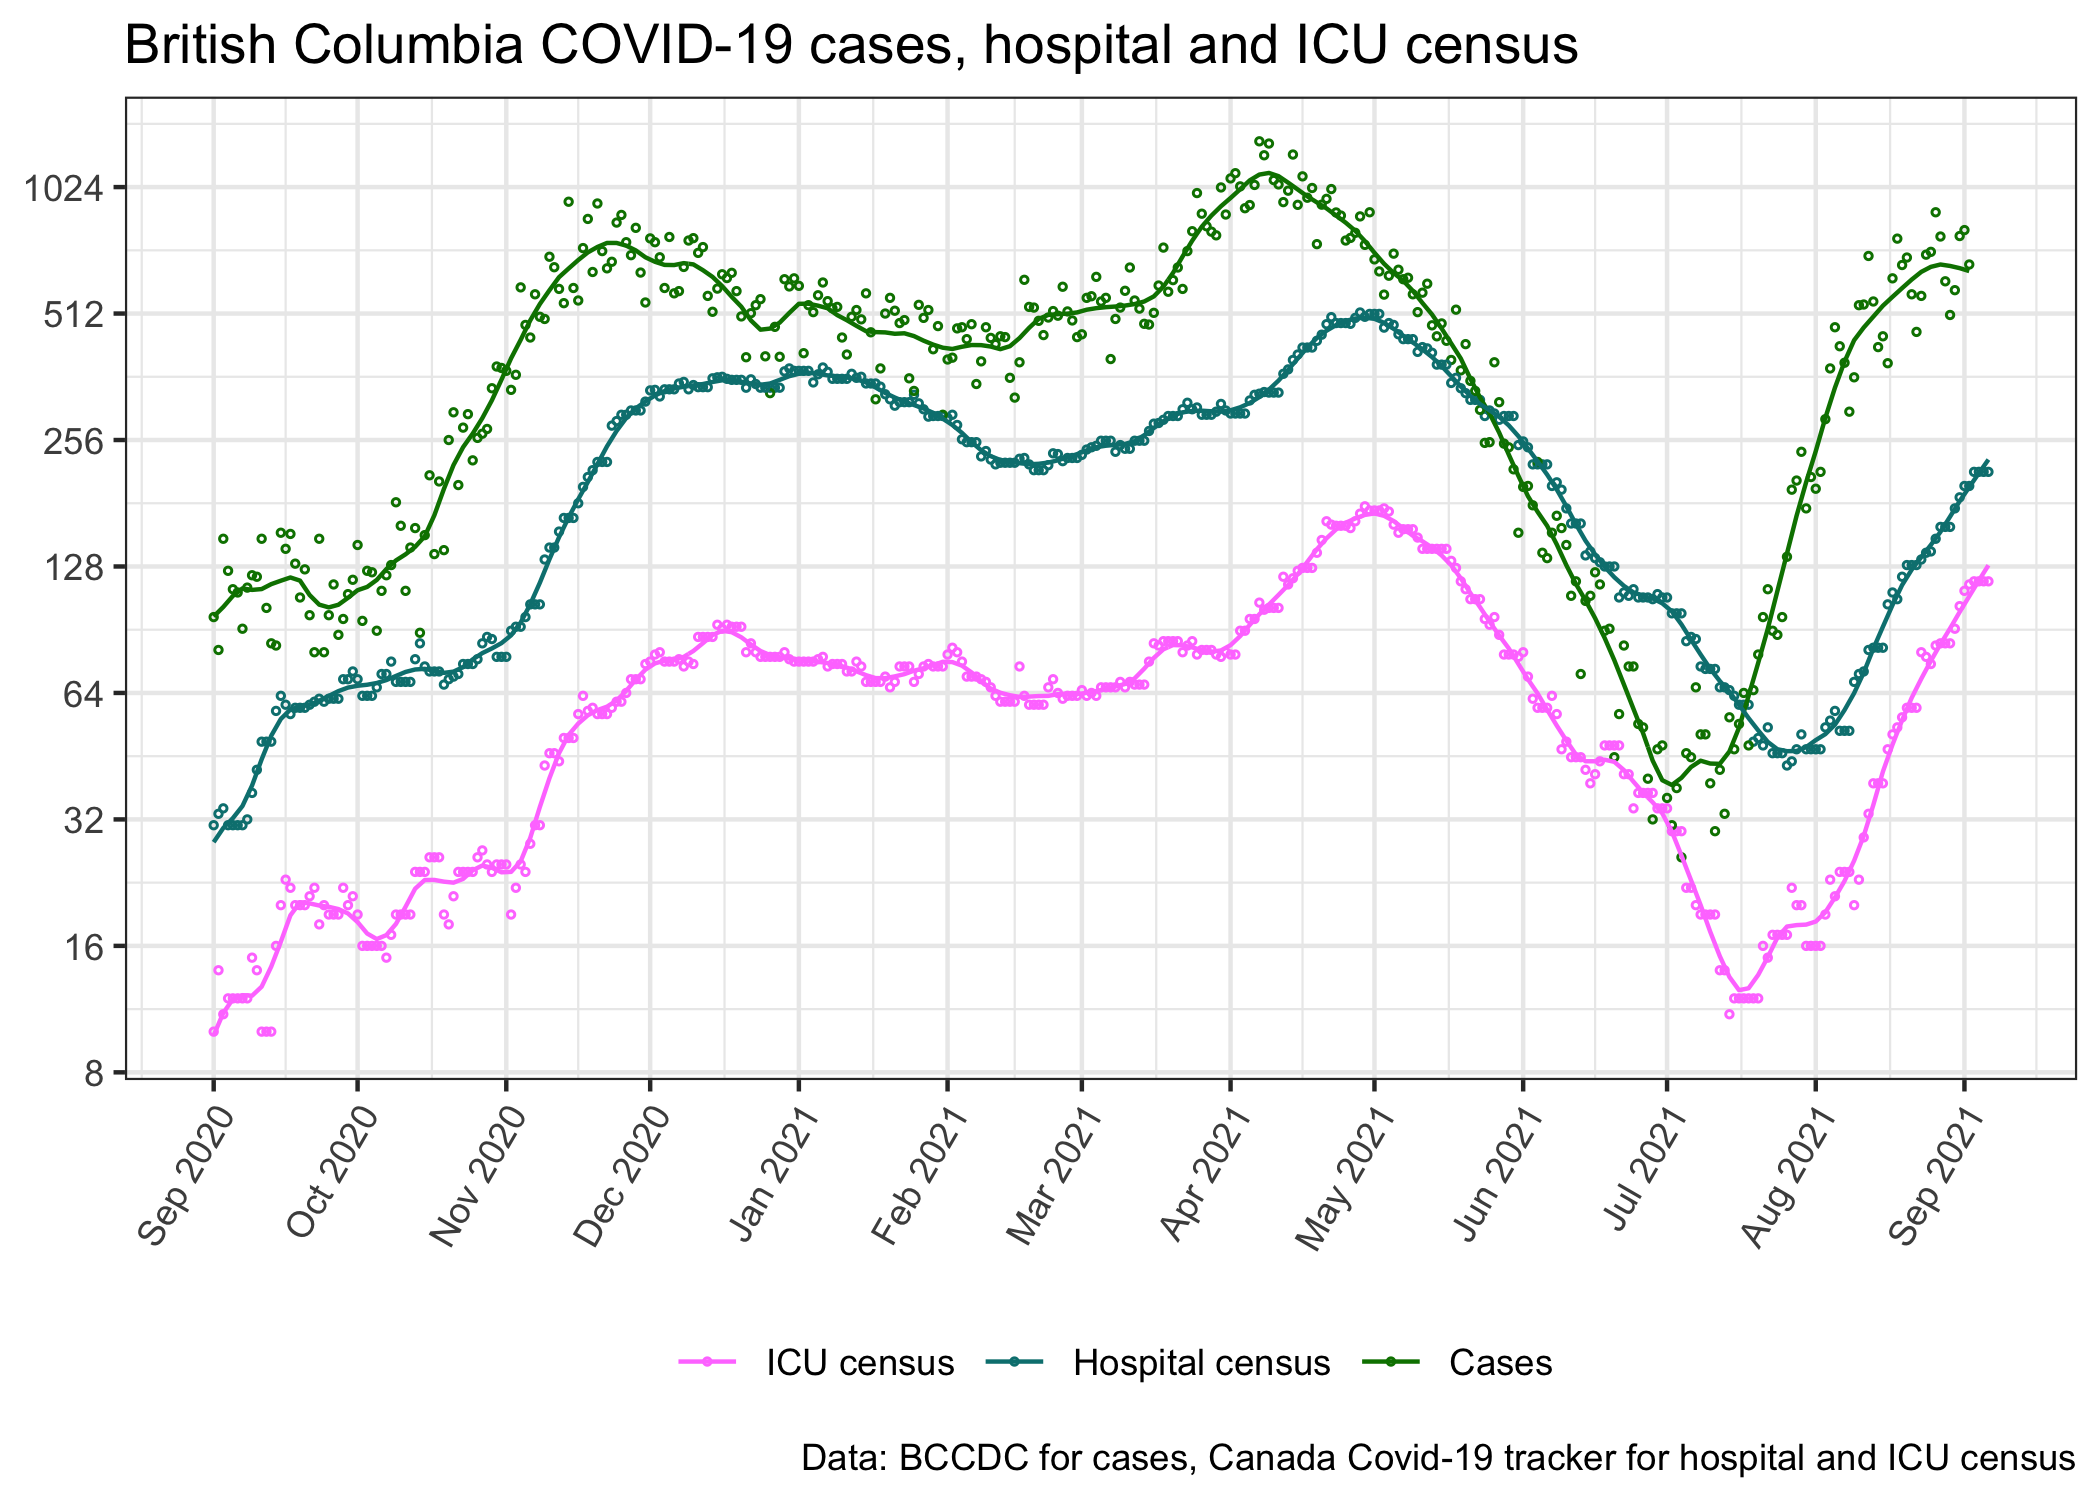 British Columbia COVID-19 cases, hospital and ICU census
1024
512
256
128
64
32
16
8
Sep 2020
Oct 2020
Nov 2020
Dec 2020
Jan 2021
Feb 2021
Mar 2021
Apr 2021
May 2021
Jun 2021
Jul 2021
Aug 2021
Sep 2021
ICU census
Hospital census
Cases
Data: BCCDC for cases, Canada Covid-19 tracker for hospital and ICU census